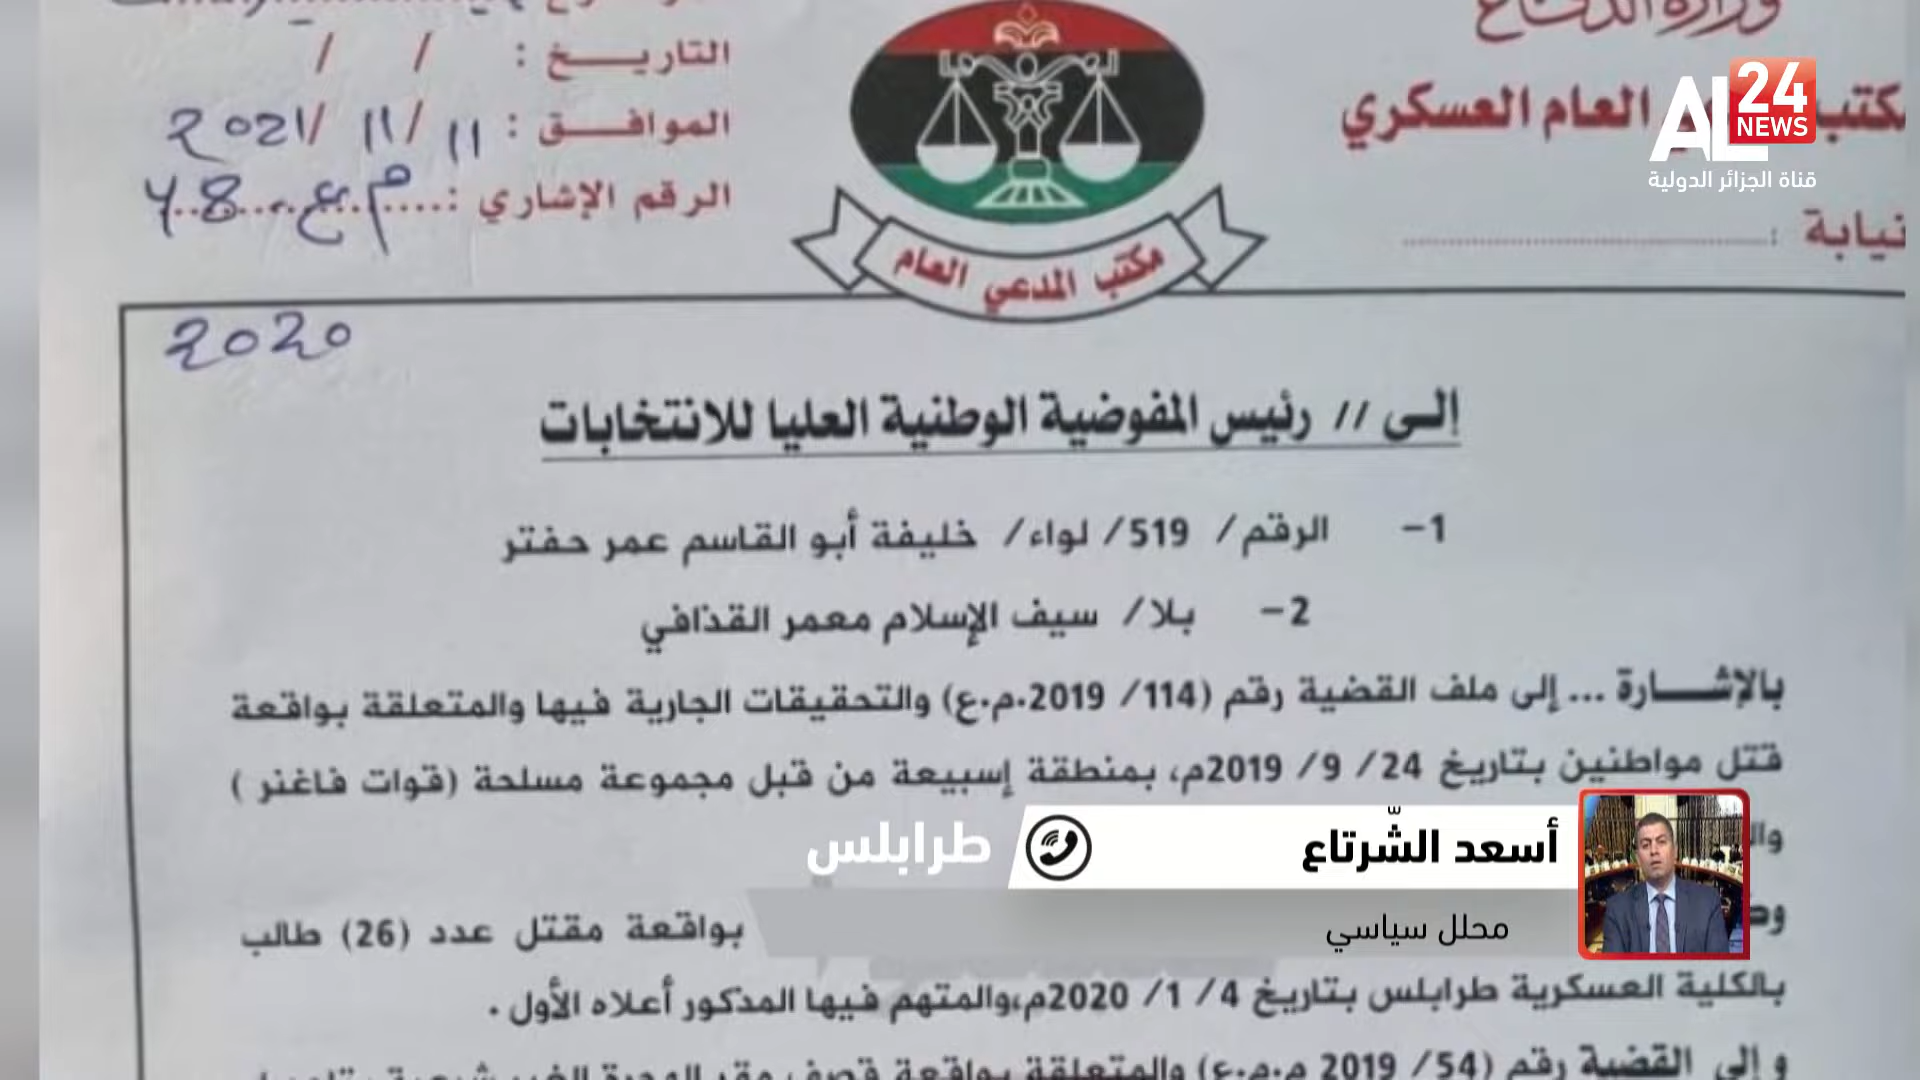 وزارة الدفاع
مكتب العام العسكري
نيابة :
التاريخ : / /
الموافق : 11 / 11 / 2021
الرقم الإشاري : م.ع.
مكتب المدعي العام
AL 24 NEWS
قناة الجزائر الدولية
2020
إلى // رئيس المفوضية الوطنية العليا للانتخابات
1- الرقم / 519/ لواء/ خليفة أبو القاسم عمر حفتر
2- بلا/ سيف الإسلام معمر القذافي
بالإشارة ... إلى ملف القضية رقم (114/ 2019.م.ع) والتحقيقات الجارية فيها والمتعلقة بواقعة
قتل مواطنين بتاريخ 24 / 9 / 2019م، بمنطقة إسبيعة من قبل مجموعة مسلحة (قوات فاغنر )
أسعد الشّرتاع
طرابلس
محلل سياسي
بواقعة مقتل عدد (26) طالب
بالكلية العسكرية طرابلس بتاريخ 4 / 1 / 2020م،والمتهم فيها المذكور أعلاه الأول .
و إلى القضية رقم (54/ 2019 م.م.ع) والمتعلقة بواقعة قصف مقر الهجرة الغير شرعية